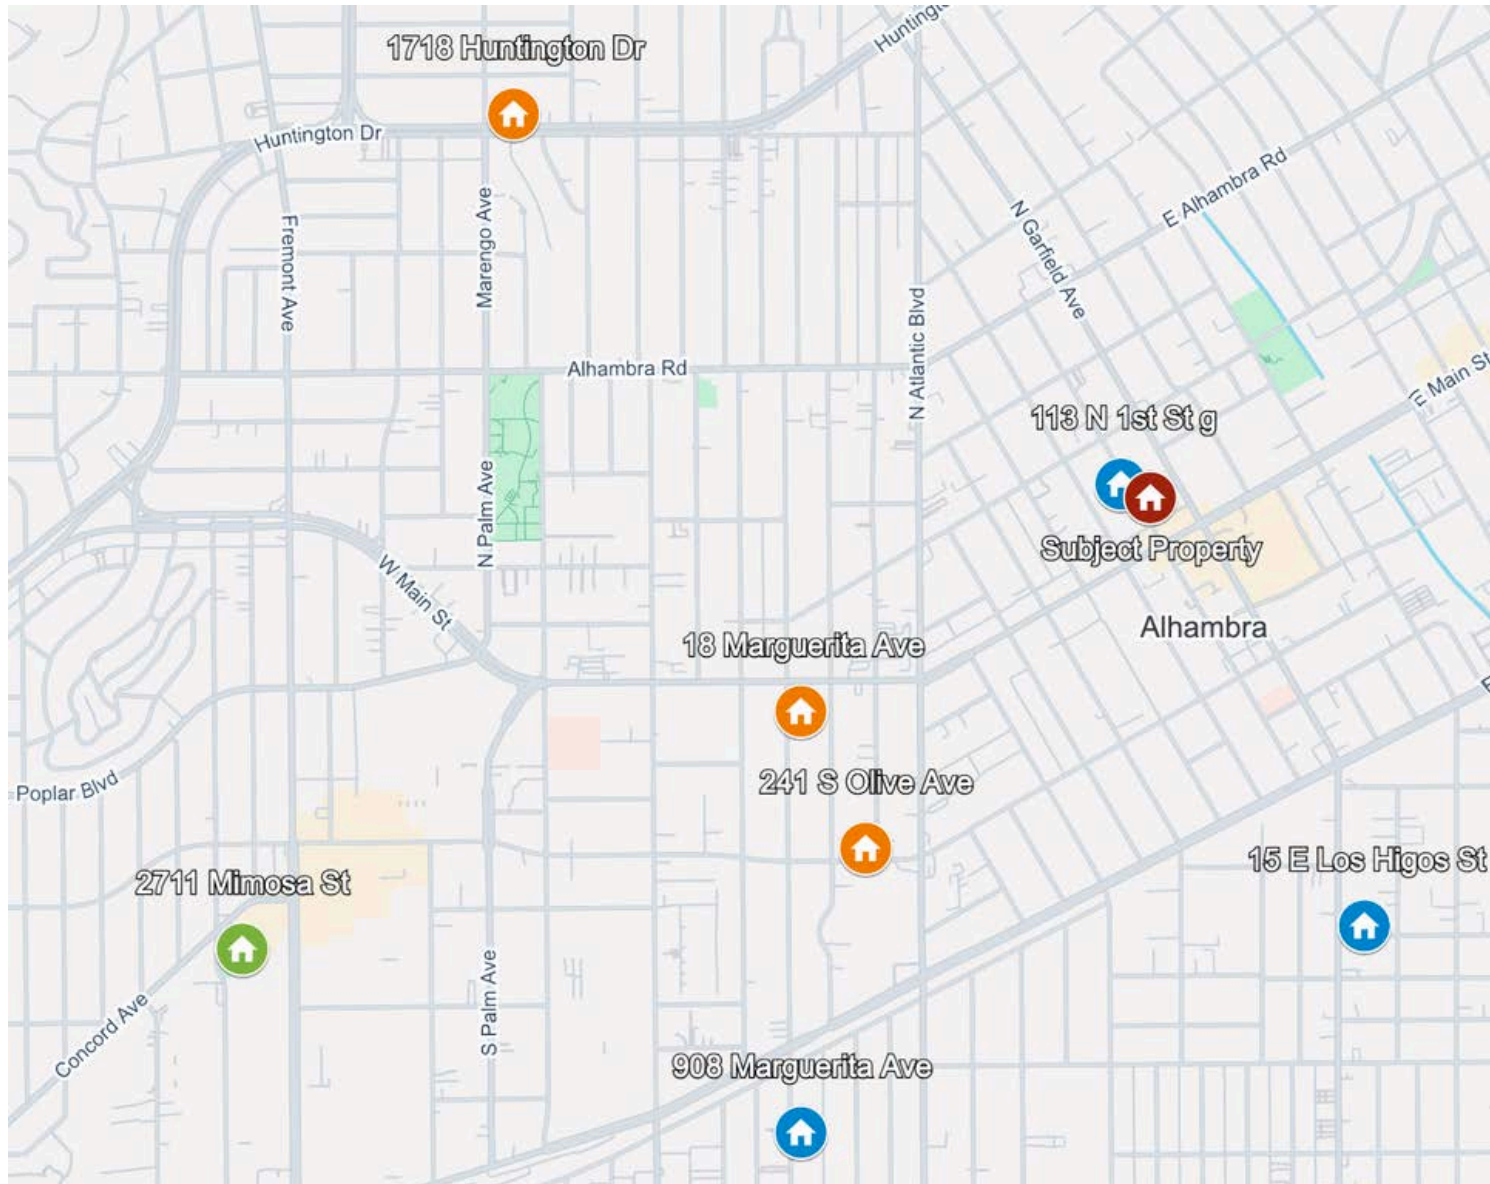 1718 Huntington Dr
Huntington Dr
E Alhambra Rd
N Garfield Ave
Fremont Ave
Marengo Ave
N Atlantic Blvd
Alhambra Rd
E Main St
113 N 1st St g
N Palm Ave
Subject Property
W Main St
Alhambra
18 Marguerita Ave
241 S Olive Ave
Poplar Blvd
15 E Los Higos St
2711 Mimosa St
S Palm Ave
Concord Ave
908 Marguerita Ave